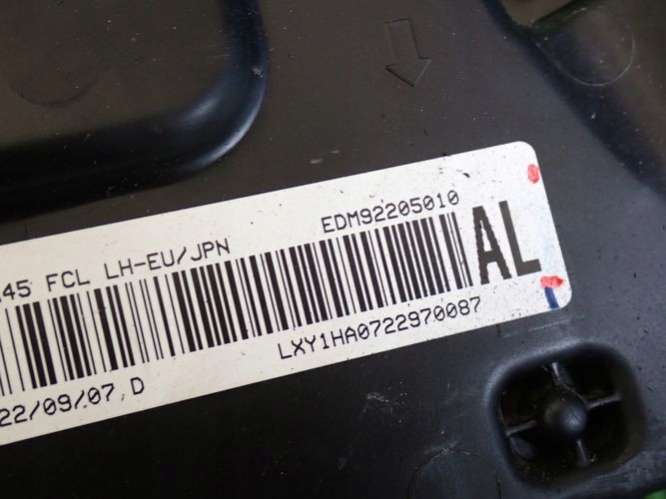 .45 FCL LH-EU/JPN EDM92205010
AL
LXY1HA0722970087
22/09/07 D